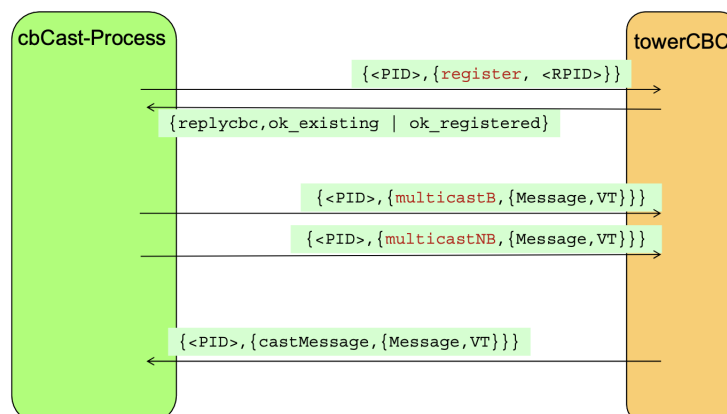 cbCast-Process
towerCBC
{<PID>,{register, <RPID>}}
{replycbc,ok_existing | ok_registered}
{<PID>,{multicastB,{Message,VT}}}
{<PID>,{multicastNB,{Message,VT}}}
{<PID>,{castMessage,{Message,VT}}}